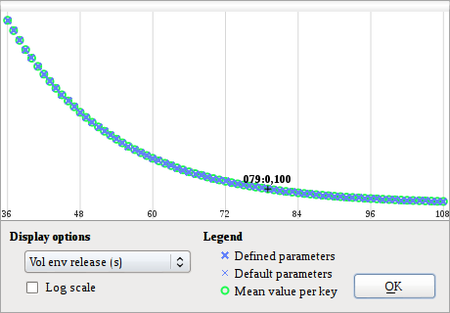 079:0,100
36 48 60 72 84 96 108
Display options
Legend
Vol env release (s)
Defined parameters
Default parameters
Log scale
Mean value per key
OK